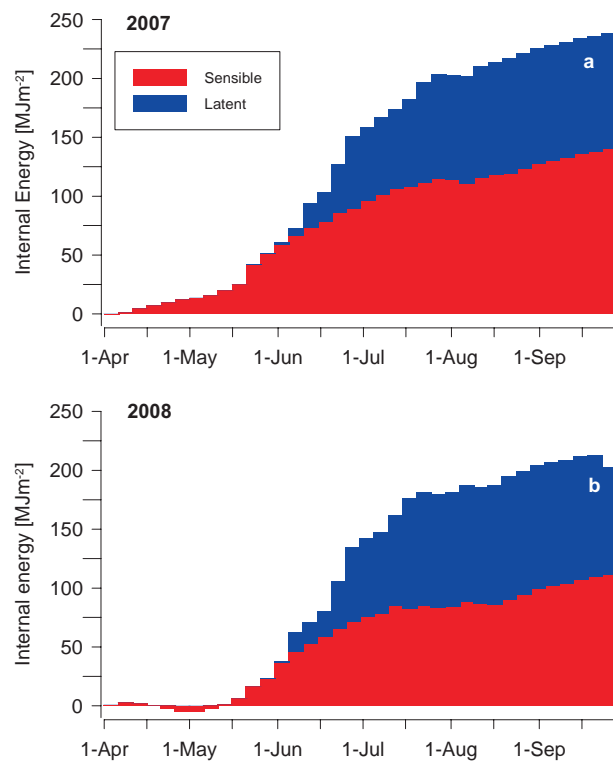 2007
Sensible
Latent
a
Internal Energy [MJm⁻²]
250
200
150
100
50
0
1-Apr 1-May 1-Jun 1-Jul 1-Aug 1-Sep
2008
b
Internal energy [MJm⁻²]
250
200
150
100
50
0
1-Apr 1-May 1-Jun 1-Jul 1-Aug 1-Sep